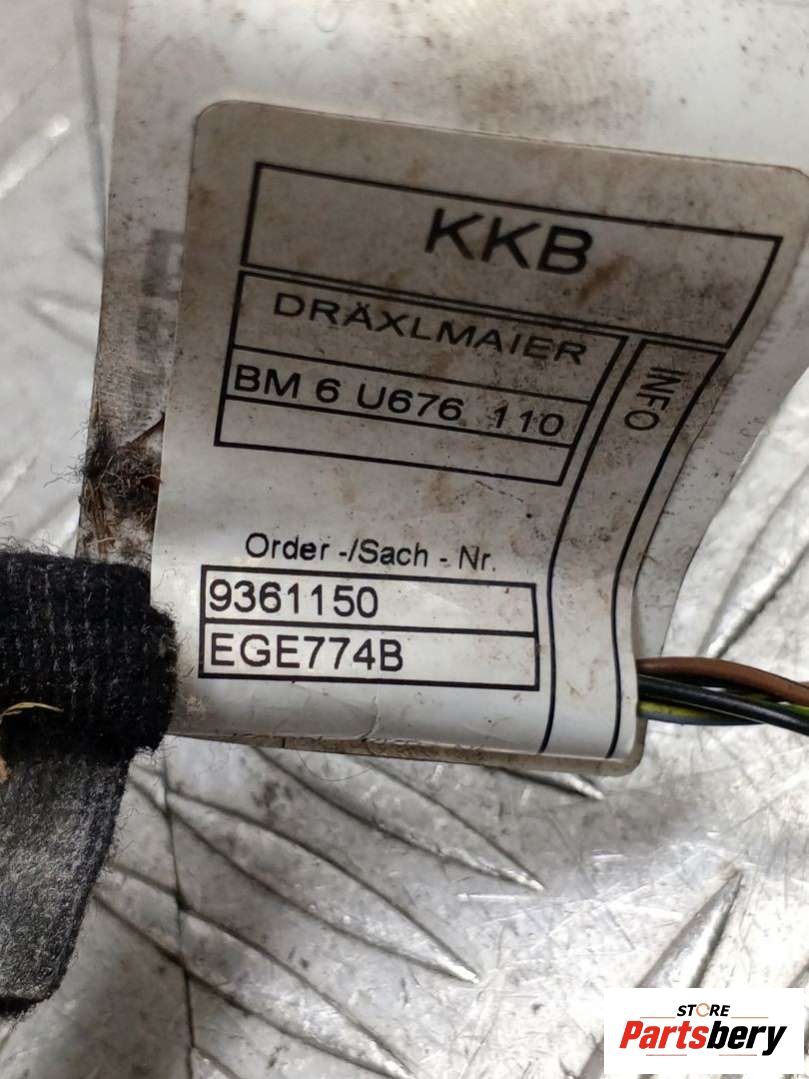 KKB
DRÄXLMAIER
INFO
BM 6 U676 110
Order -/Sach - Nr.
9361150
EGE774B
STORE
Partsbery